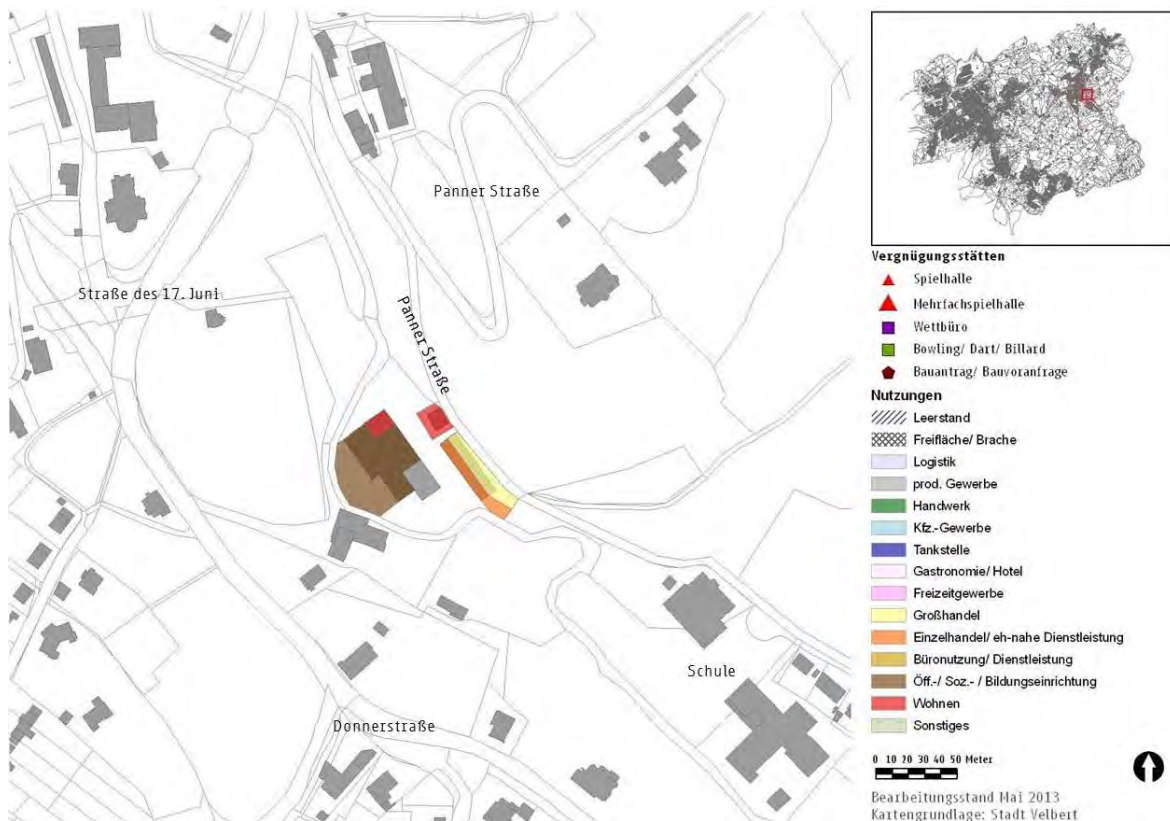 Panner Straße
Straße des 17. Juni
Panner Straße
Schule
Donnerstraße
Vergnügungsstätten
Spielhalle
Mehrfachspielhalle
Wettbüro
Bowling/ Dart/ Billard
Bauantrag/ Bauvoranfrage
Nutzungen
Leerstand
Freifläche/ Brache
Logistik
prod. Gewerbe
Handwerk
Kfz.-Gewerbe
Tankstelle
Gastronomie/ Hotel
Freizeitgewerbe
Großhandel
Einzelhandel/ eh-nahe Dienstleistung
Büronutzung/ Dienstleistung
Öff.-/ Soz.- / Bildungseinrichtung
Wohnen
Sonstiges
0 10 20 30 40 50 Meter
Bearbeitungsstand Mai 2013
Kartengrundlage: Stadt Velbert